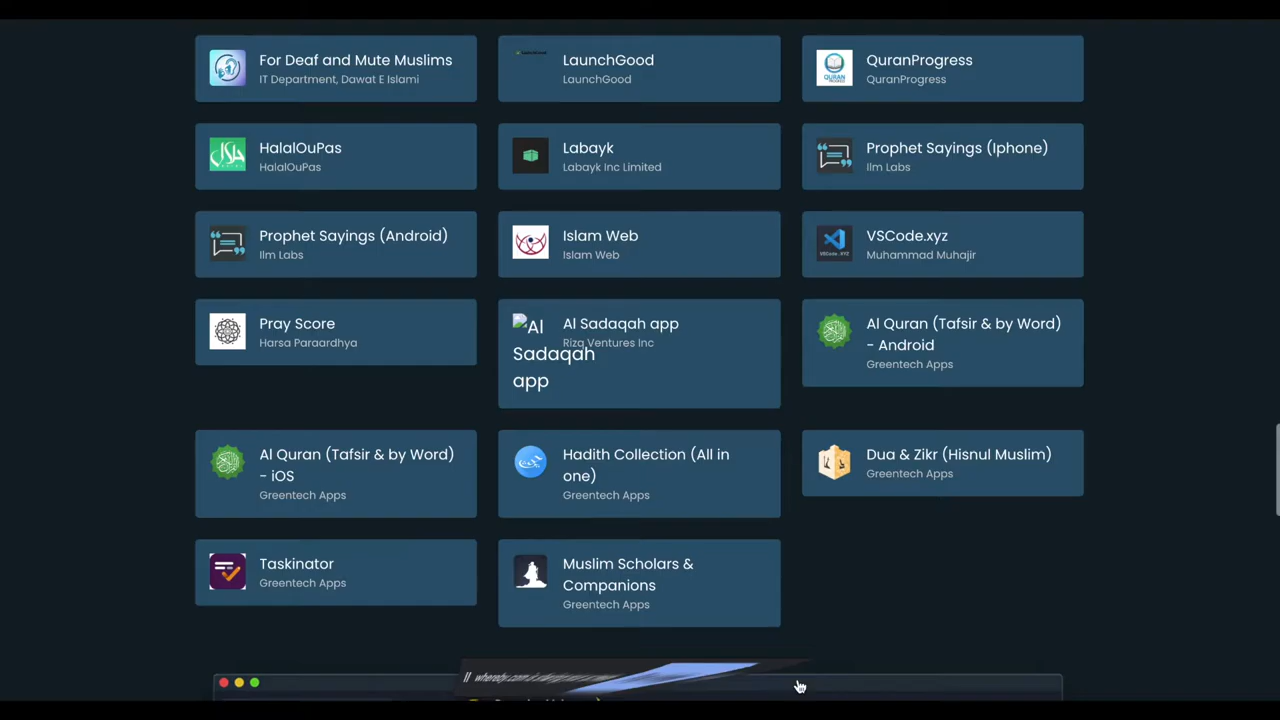 For Deaf and Mute Muslims
IT Department, Dawat E Islami
LaunchGood
LaunchGood
QURAN
QuranProgress
QuranProgress
HalalOuPas
HalalOuPas
Labayk
Labayk Inc Limited
Prophet Sayings (Iphone)
Ilm Labs
Prophet Sayings (Android)
Ilm Labs
Islam Web
Islam Web
VSCODE.XYZ
VSCode.xyz
Muhammad Muhajir
Pray Score
Harsa Paraardhya
Al
Sadaqah
app
Al Sadaqah app
Rizq Ventures Inc
Al Quran (Tafsir & by Word)
- Android
Greentech Apps
Al Quran (Tafsir & by Word)
- iOS
Greentech Apps
Hadith Collection (All in
one)
Greentech Apps
Dua & Zikr (Hisnul Muslim)
Greentech Apps
Taskinator
Greentech Apps
Muslim Scholars &
Companions
Greentech Apps